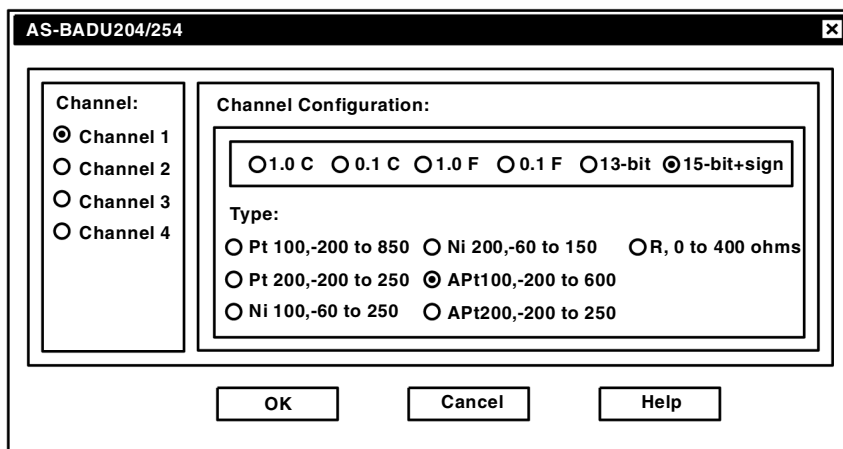 AS-BADU204/254
Channel:
Channel 1
Channel 2
Channel 3
Channel 4
Channel Configuration:
1.0 C 0.1 C 1.0 F 0.1 F 13-bit 15-bit+sign
Type:
Pt 100,-200 to 850 Ni 200,-60 to 150 R, 0 to 400 ohms
Pt 200,-200 to 250 APt100,-200 to 600
Ni 100,-60 to 250 APt200,-200 to 250
OK Cancel Help